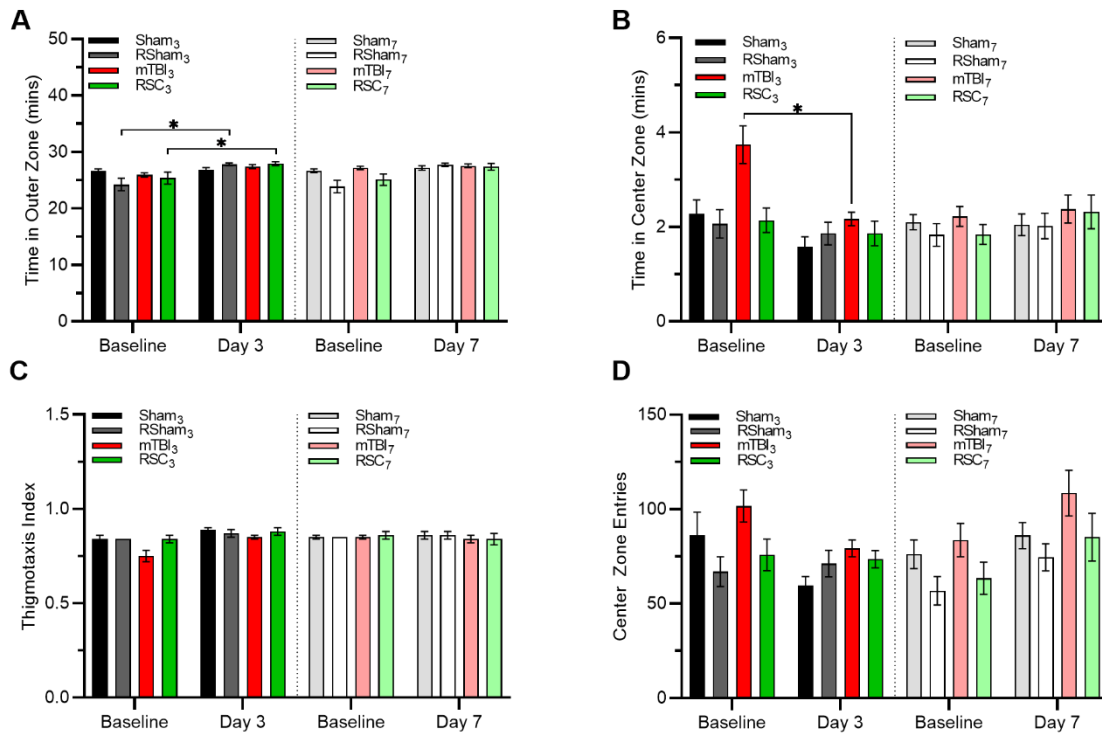 A
Time in Outer Zone (mins)
50
40
30
20
10
0
Sham3
RSham3
mTBI3
RSC3
Sham7
RSham7
mTBI7
RSC7
*
*
Baseline
Day 3
Baseline
Day 7
B
Time in Center Zone (mins)
6
4
2
0
Sham3
RSham3
mTBI3
RSC3
Sham7
RSham7
mTBI7
RSC7
*
Baseline
Day 3
Baseline
Day 7
C
Thigmotaxis Index
1.5
1.0
0.5
0.0
Sham3
RSham3
mTBI3
RSC3
Sham7
RSham7
mTBI7
RSC7
Baseline
Day 3
Baseline
Day 7
D
Center Zone Entries
150
100
50
0
Sham3
RSham3
mTBI3
RSC3
Sham7
RSham7
mTBI7
RSC7
Baseline
Day 3
Baseline
Day 7